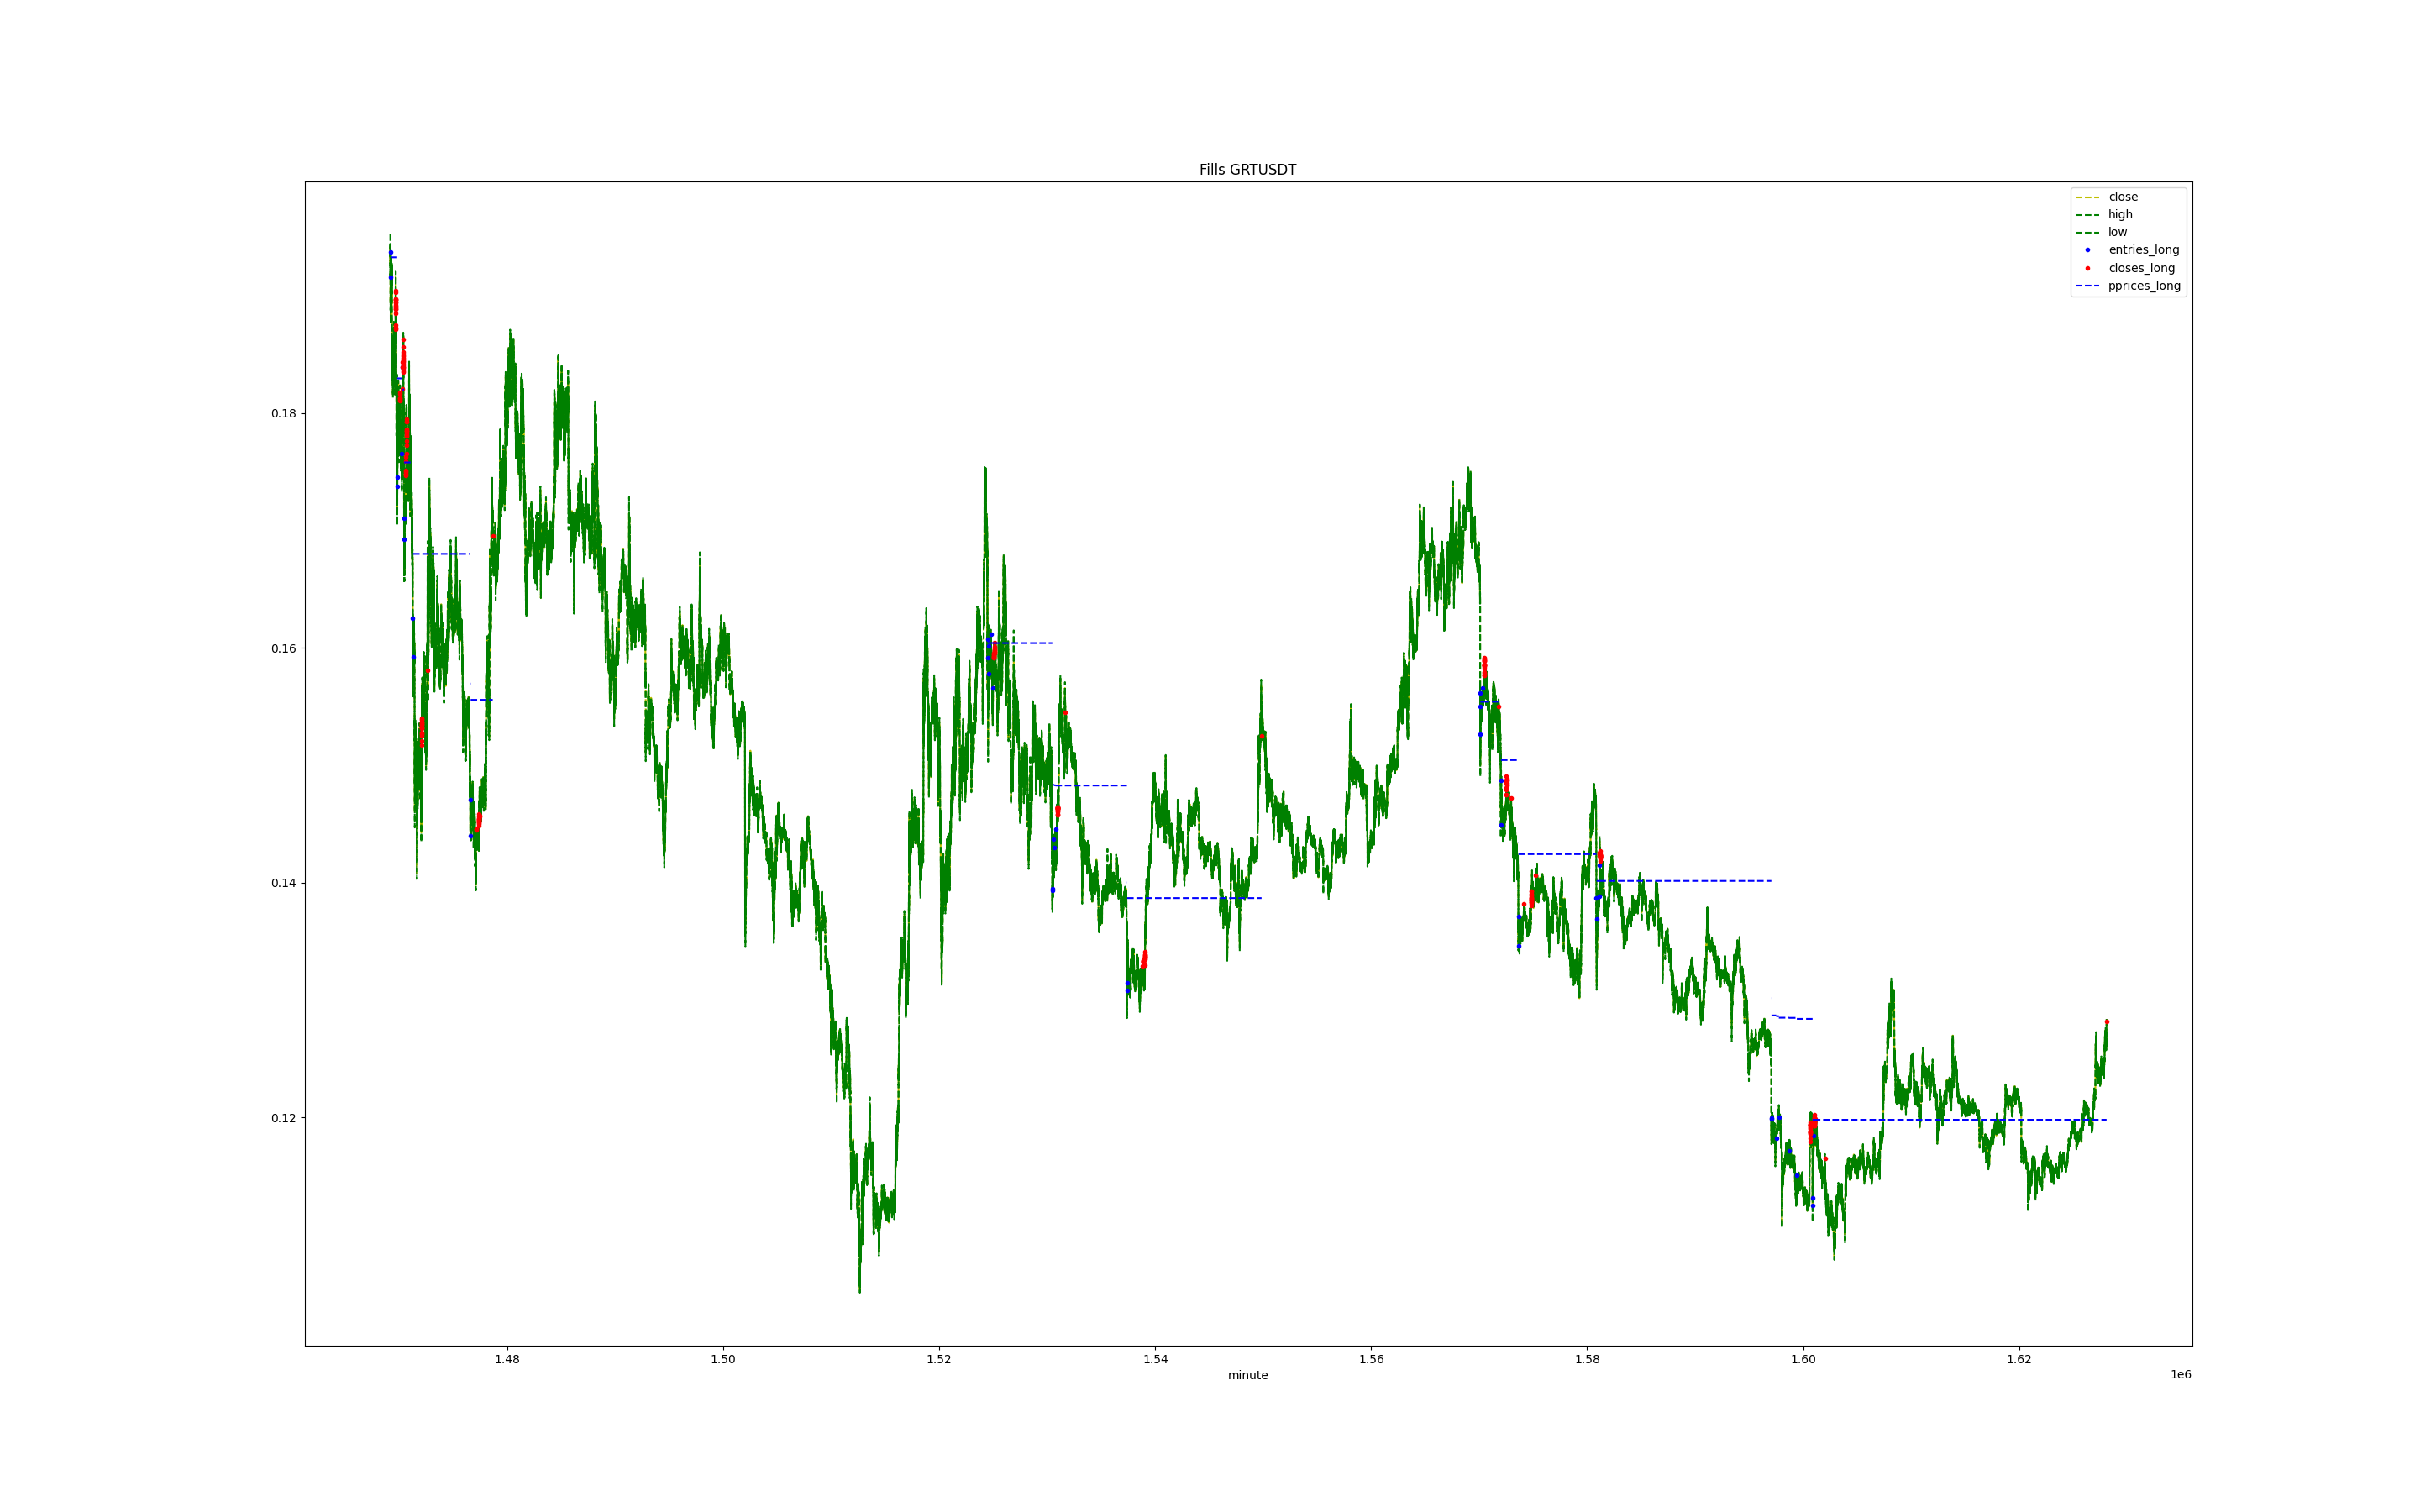 Fills GRTUSDT
close
high
low
entries_long
closes_long
pprices_long
0.18
0.16
0.14
0.12
1.48 1.50 1.52 1.54 1.56 1.58 1.60 1.62
minute 1e6